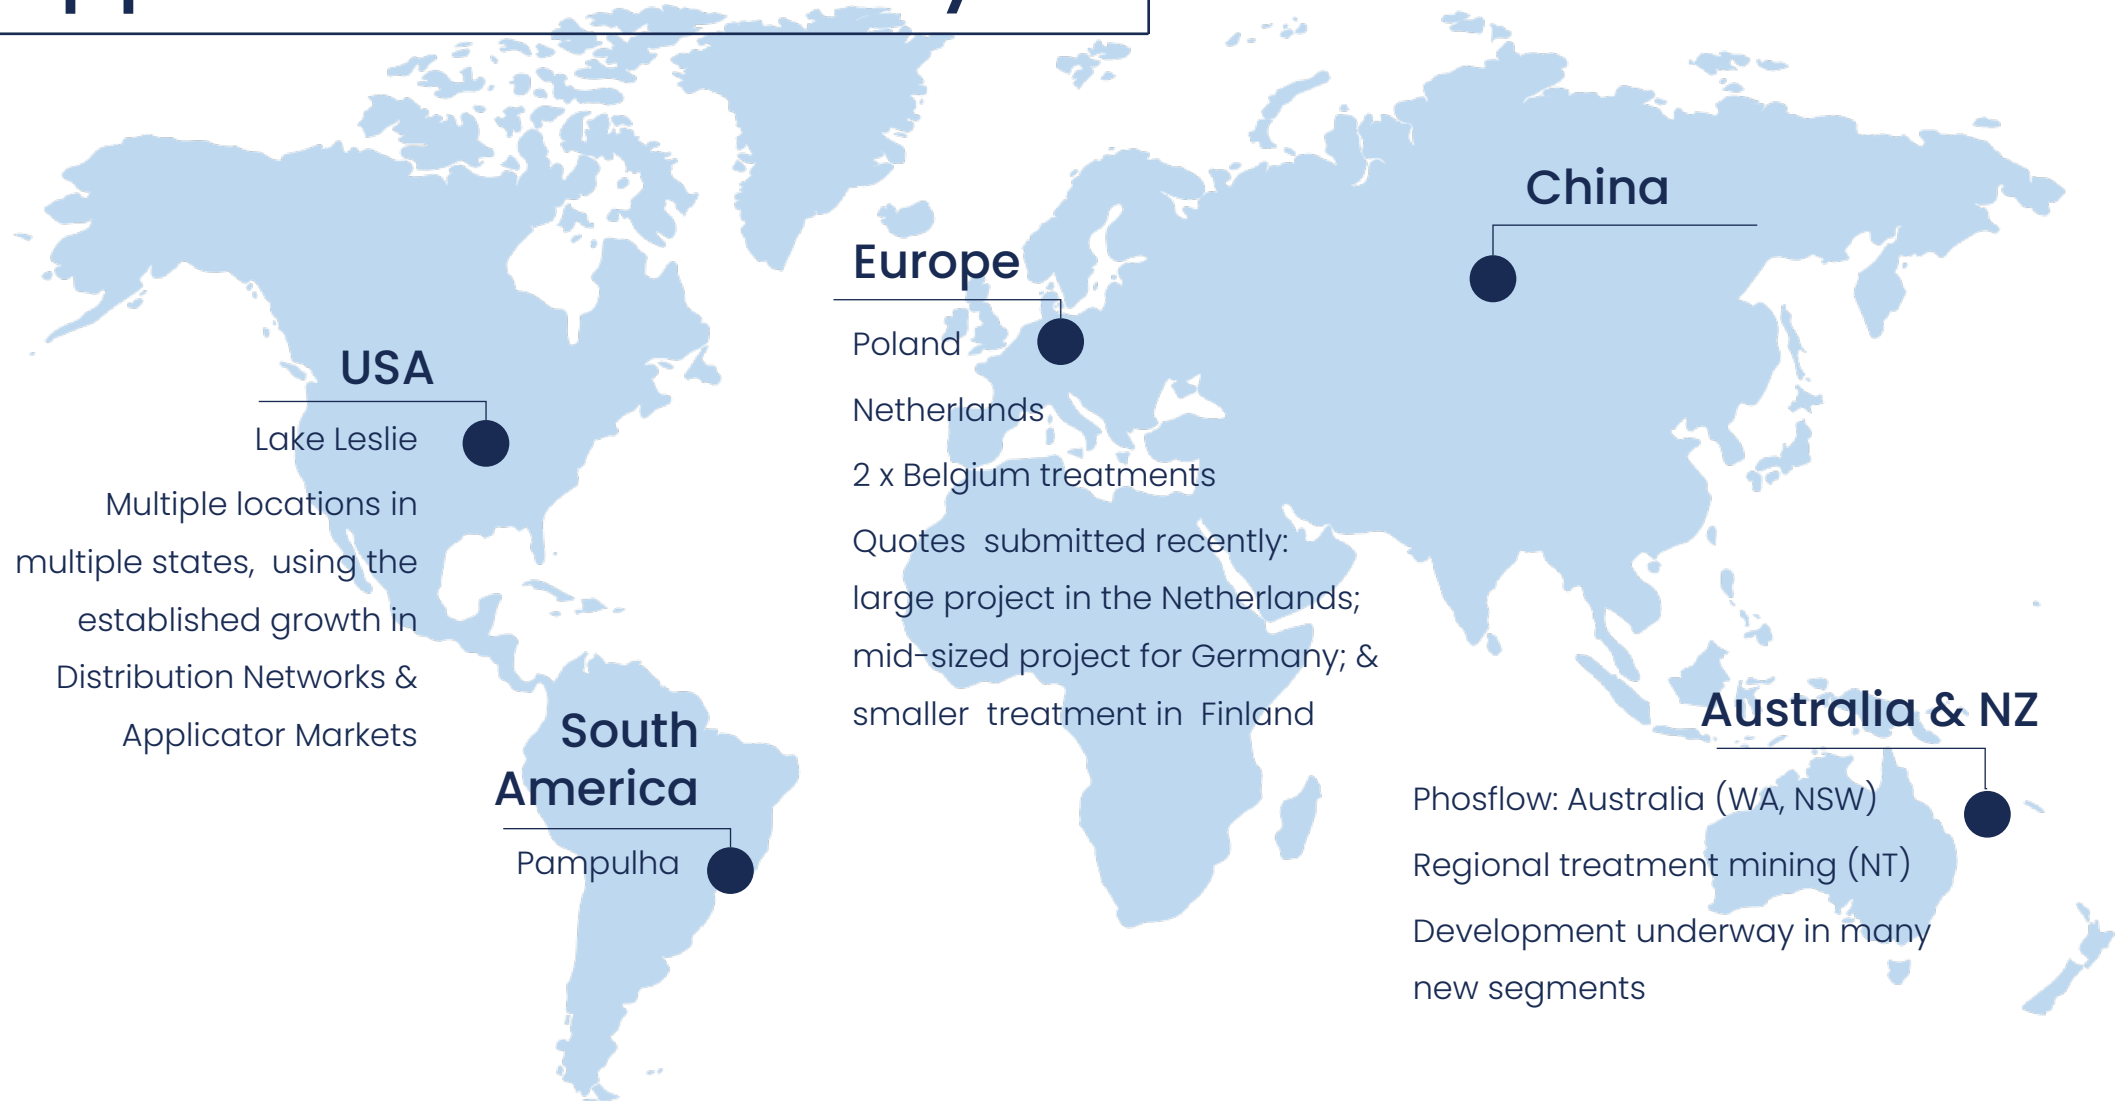 China
Europe
Poland
Netherlands
2 x Belgium treatments
Quotes submitted recently:
large project in the Netherlands;
mid-sized project for Germany; &
smaller treatment in Finland
USA
Lake Leslie
Multiple locations in
multiple states, using the
established growth in
Distribution Networks &
Applicator Markets
South
America
Pampulha
Australia & NZ
Phosflow: Australia (WA, NSW)
Regional treatment mining (NT)
Development underway in many
new segments